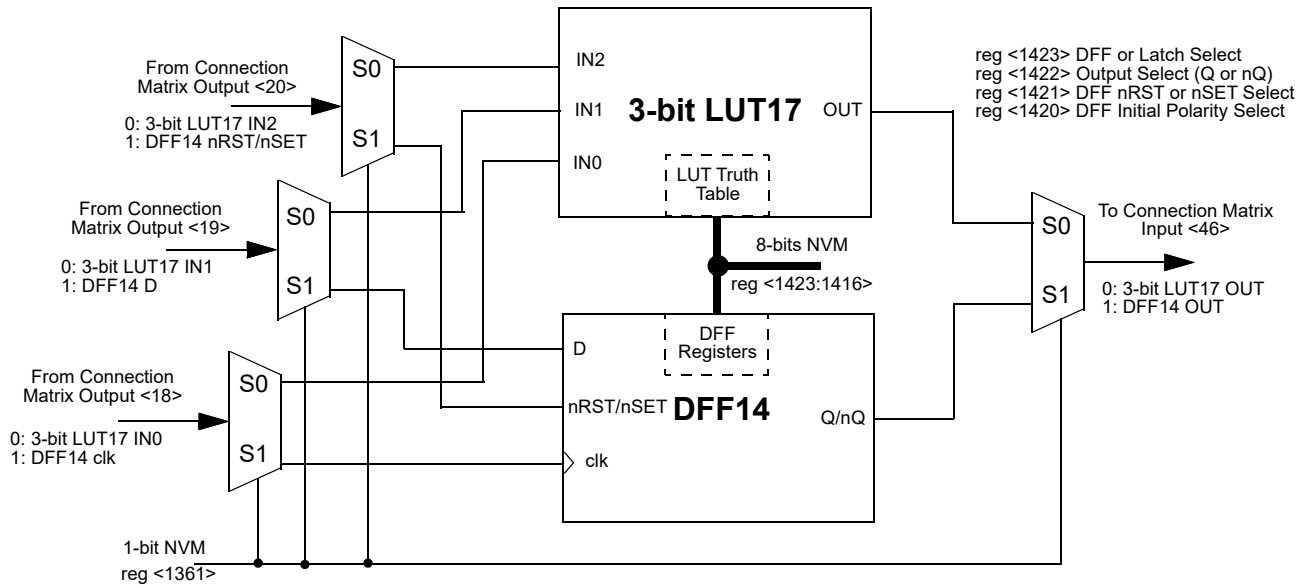 From Connection
Matrix Output <20>
0: 3-bit LUT17 IN2
1: DFF14 nRST/nSET
S0
S1
From Connection
Matrix Output <19>
0: 3-bit LUT17 IN1
1: DFF14 D
S0
S1
From Connection
Matrix Output <18>
0: 3-bit LUT17 IN0
1: DFF14 clk
S0
S1
1-bit NVM
reg <1361>
IN2
IN1
IN0
3-bit LUT17
OUT
LUT Truth
Table
8-bits NVM
reg <1423:1416>
DFF
Registers
D
nRST/nSET
clk
DFF14
Q/nQ
reg <1423> DFF or Latch Select
reg <1422> Output Select (Q or nQ)
reg <1421> DFF nRST or nSET Select
reg <1420> DFF Initial Polarity Select
S0
S1
To Connection Matrix
Input <46>
0: 3-bit LUT17 OUT
1: DFF14 OUT